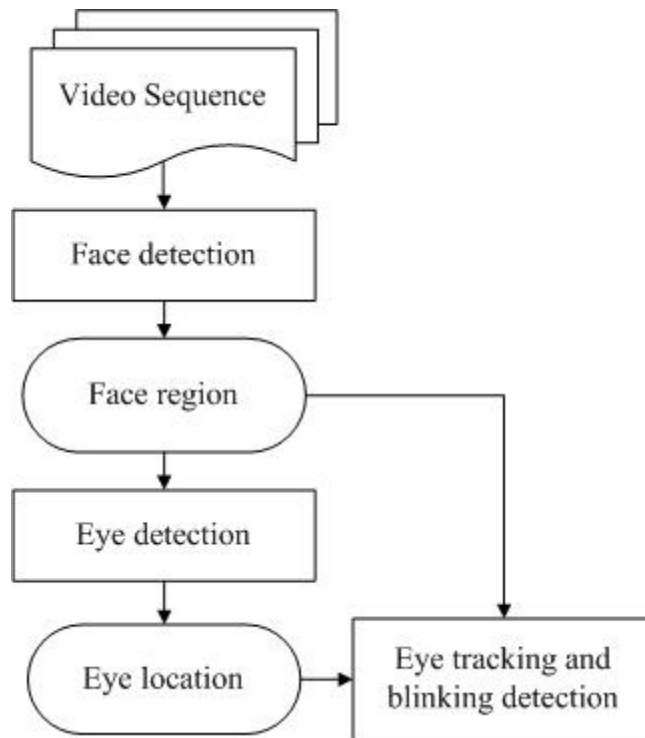 Video Sequence
Face detection
Face region
Eye detection
Eye location
Eye tracking and
blinking detection